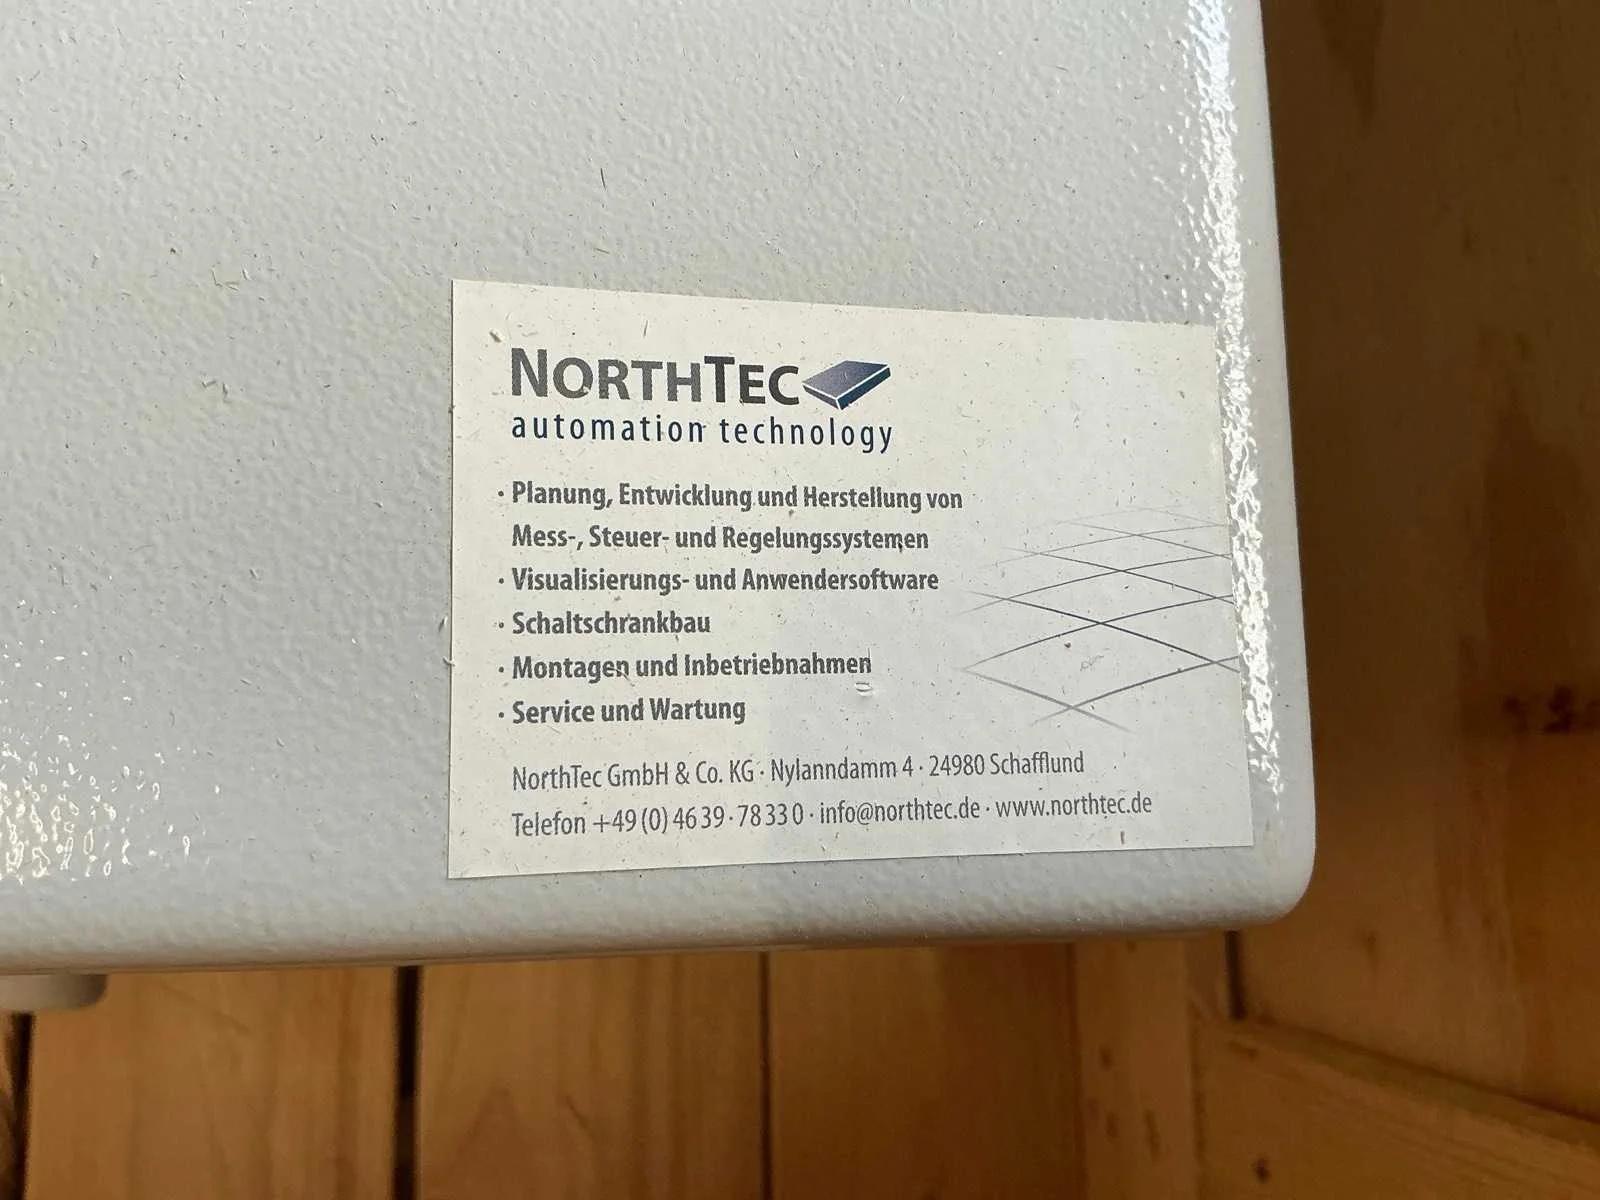 NORTHTEC
automation technology
· Planung, Entwicklung und Herstellung von
Mess-, Steuer- und Regelungssystemen
· Visualisierungs- und Anwendersoftware
· Schaltschrankbau
· Montagen und Inbetriebnahmen
· Service und Wartung
NorthTec GmbH & Co. KG · Nylanndamm 4 · 24980 Schafflund
Telefon +49 (0) 46 39 · 78 33 0 · info@northtec.de · www.northtec.de